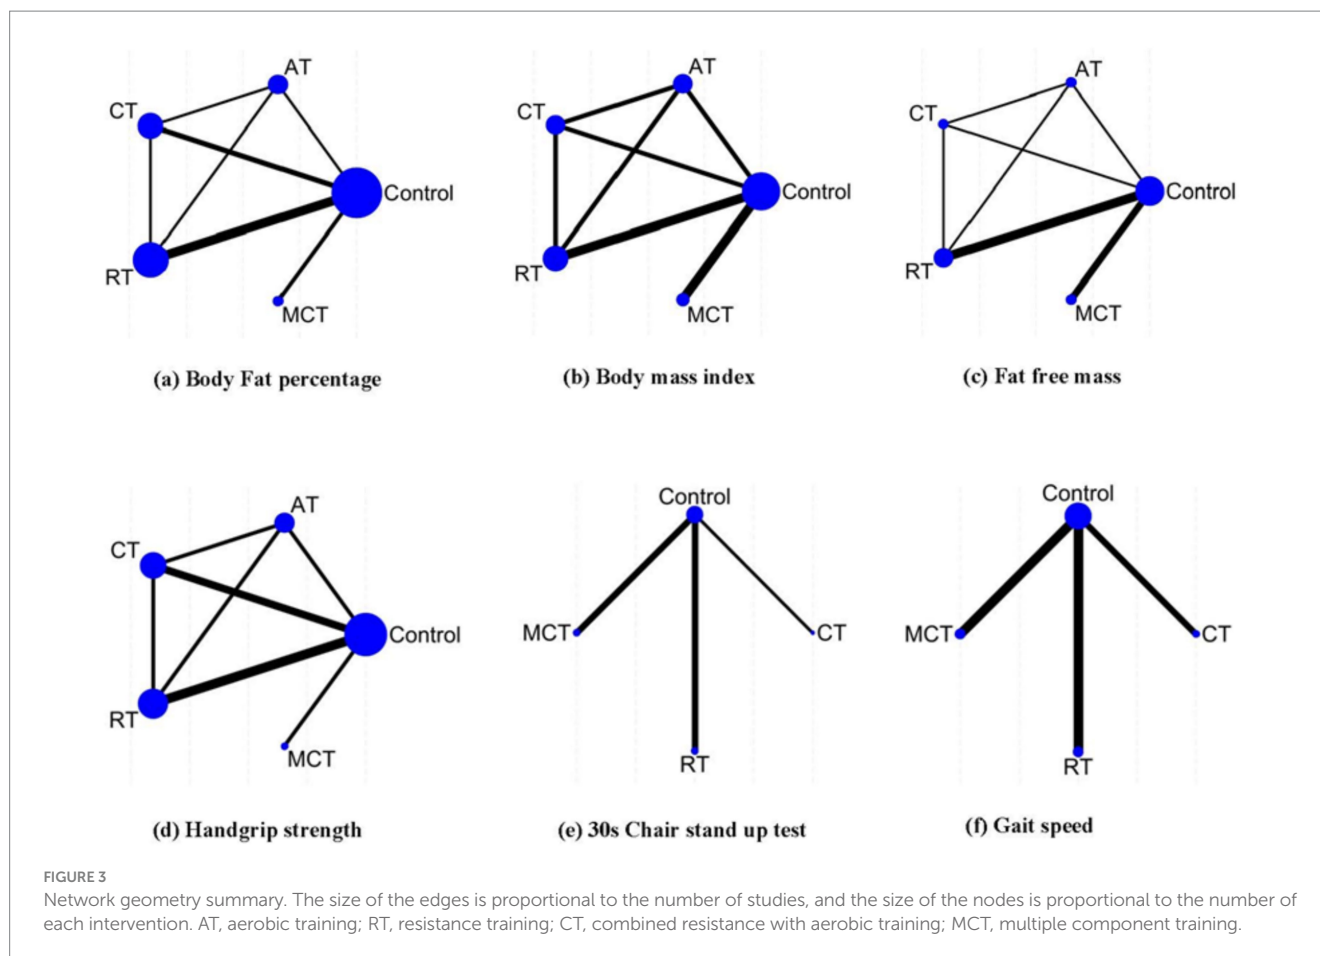 AT
CT
Control
RT
MCT
(a) Body Fat percentage
AT
CT
Control
RT
MCT
(b) Body mass index
AT
CT
Control
RT
MCT
(c) Fat free mass
AT
CT
Control
RT
MCT
(d) Handgrip strength
Control
MCT
CT
RT
(e) 30s Chair stand up test
Control
MCT
CT
RT
(f) Gait speed
FIGURE 3
Network geometry summary. The size of the edges is proportional to the number of studies, and the size of the nodes is proportional to the number of
each intervention. AT, aerobic training; RT, resistance training; CT, combined resistance with aerobic training; MCT, multiple component training.